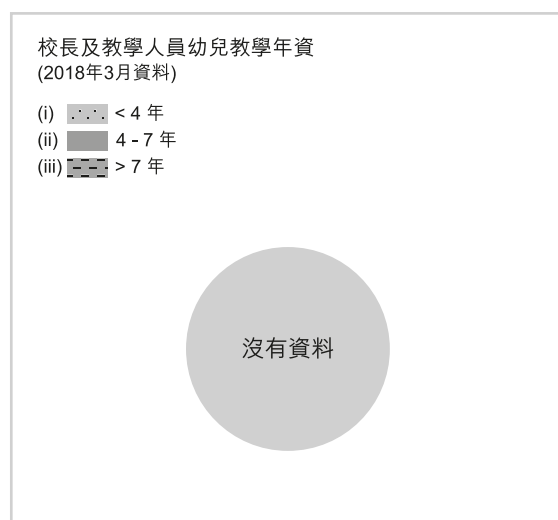 校長及教學人員幼兒教學年資
(2018年3月資料)
(i) < 4 年
(ii) 4 - 7 年
(iii) > 7 年
沒有資料